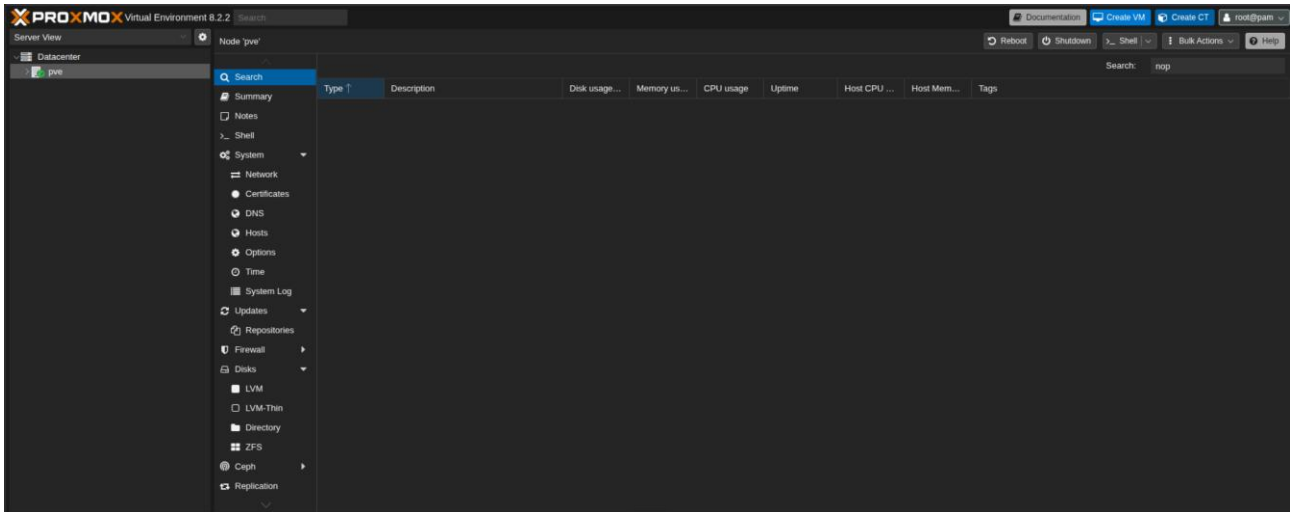 PROXMOX Virtual Environment 8.2.2 Search Documentation Create VM Create CT root@pam
Server View Node 'pve' Reboot Shutdown >_ Shell Bulk Actions Help
Datacenter
pve
Search: nop
Search
Type Description Disk usage... Memory us... CPU usage Uptime Host CPU ... Host Mem... Tags
Summary
Notes
>_ Shell
System
Network
Certificates
DNS
Hosts
Options
Time
System Log
Updates
Repositories
Firewall
Disks
LVM
LVM-Thin
Directory
ZFS
Ceph
Replication